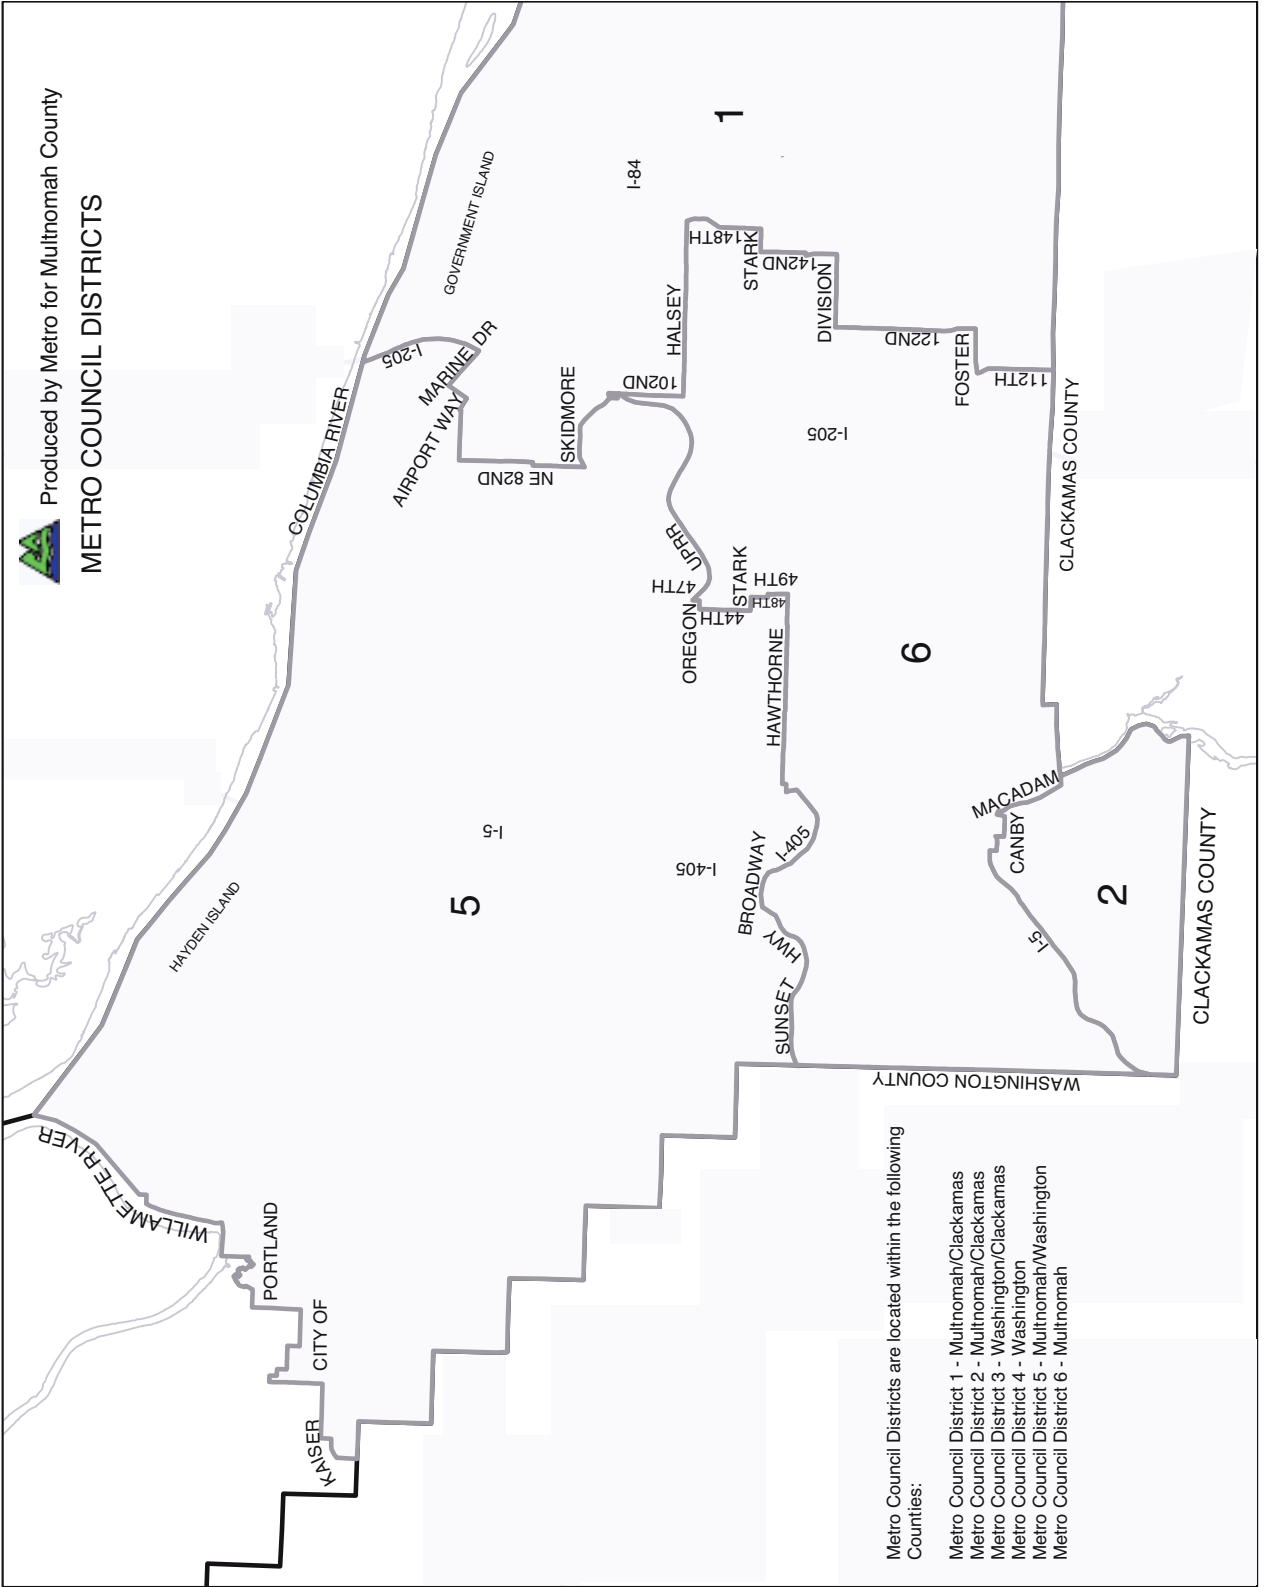 Produced by Metro for Multnomah County
METRO COUNCIL DISTRICTS
COLUMBIA RIVER
GOVERNMENT ISLAND
HAYDEN ISLAND
WILLAMETTE RIVER
PORTLAND
CITY OF
KAISER
I-205
MARINE DR
AIRPORT WAY
NE 82ND
SKIDMORE
102ND
HALSEY
I-84
1
148TH
STARK
142ND
DIVISION
122ND
FOSTER
112TH
I-205
UPRR
47TH
OREGON
44TH
STARK
48TH
49TH
HAWTHORNE
I-5
5
I-405
BROADWAY
I-405
SUNSET HWY
6
MACADAM
CANBY
I-5
2
CLACKAMAS COUNTY
CLACKAMAS COUNTY
WASHINGTON COUNTY
Metro Council Districts are located within the following
Counties:
Metro Council District 1 - Multnomah/Clackamas
Metro Council District 2 - Multnomah/Clackamas
Metro Council District 3 - Washington/Clackamas
Metro Council District 4 - Washington
Metro Council District 5 - Multnomah/Washington
Metro Council District 6 - Multnomah